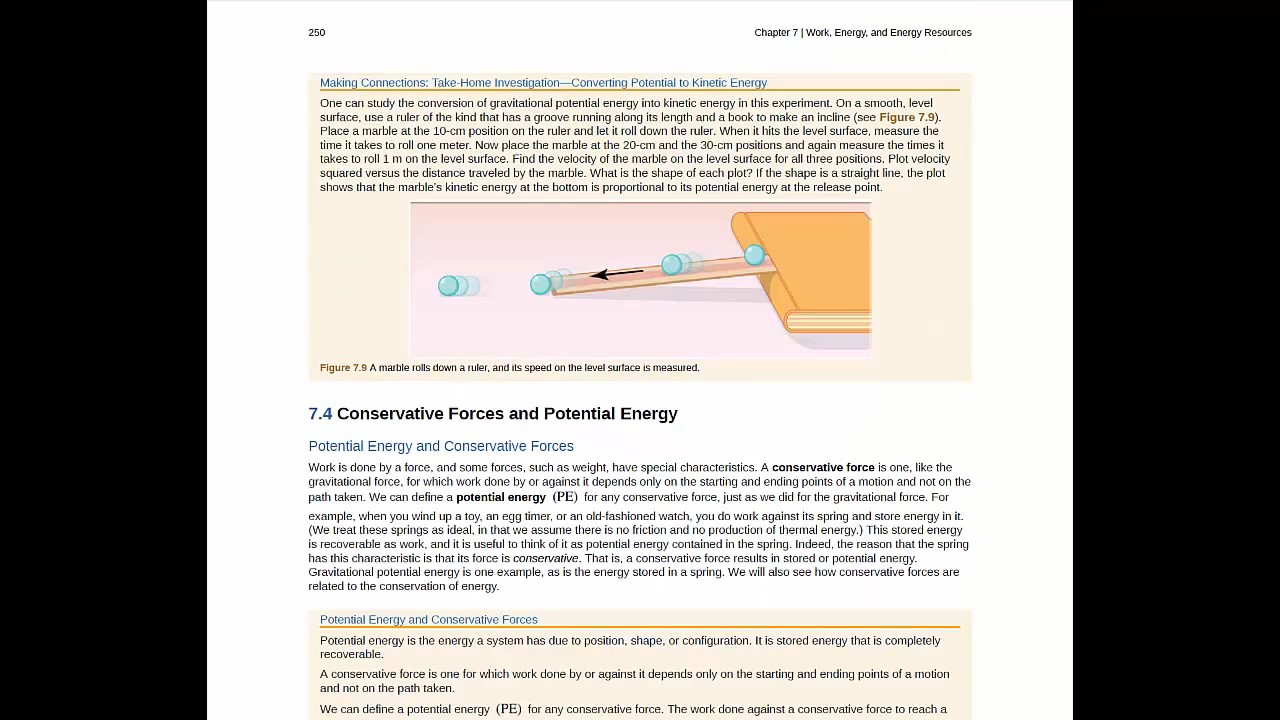 250
Chapter 7 | Work, Energy, and Energy Resources
Making Connections: Take-Home Investigation—Converting Potential to Kinetic Energy
One can study the conversion of gravitational potential energy into kinetic energy in this experiment. On a smooth, level
surface, use a ruler of the kind that has a groove running along its length and a book to make an incline (see Figure 7.9).
Place a marble at the 10-cm position on the ruler and let it roll down the ruler. When it hits the level surface, measure the
time it takes to roll one meter. Now place the marble at the 20-cm and the 30-cm positions and again measure the times it
takes to roll 1 m on the level surface. Find the velocity of the marble on the level surface for all three positions. Plot velocity
squared versus the distance traveled by the marble. What is the shape of each plot? If the shape is a straight line, the plot
shows that the marble's kinetic energy at the bottom is proportional to its potential energy at the release point.
Figure 7.9 A marble rolls down a ruler, and its speed on the level surface is measured.
7.4 Conservative Forces and Potential Energy
Potential Energy and Conservative Forces
Work is done by a force, and some forces, such as weight, have special characteristics. A conservative force is one, like the
gravitational force, for which work done by or against it depends only on the starting and ending points of a motion and not on the
path taken. We can define a potential energy (PE) for any conservative force, just as we did for the gravitational force. For
example, when you wind up a toy, an egg timer, or an old-fashioned watch, you do work against its spring and store energy in it.
(We treat these springs as ideal, in that we assume there is no friction and no production of thermal energy.) This stored energy
is recoverable as work, and it is useful to think of it as potential energy contained in the spring. Indeed, the reason that the spring
has this characteristic is that its force is conservative. That is, a conservative force results in stored or potential energy.
Gravitational potential energy is one example, as is the energy stored in a spring. We will also see how conservative forces are
related to the conservation of energy.
Potential Energy and Conservative Forces
Potential energy is the energy a system has due to position, shape, or configuration. It is stored energy that is completely
recoverable.
A conservative force is one for which work done by or against it depends only on the starting and ending points of a motion
and not on the path taken.
We can define a potential energy (PE) for any conservative force. The work done against a conservative force to reach a